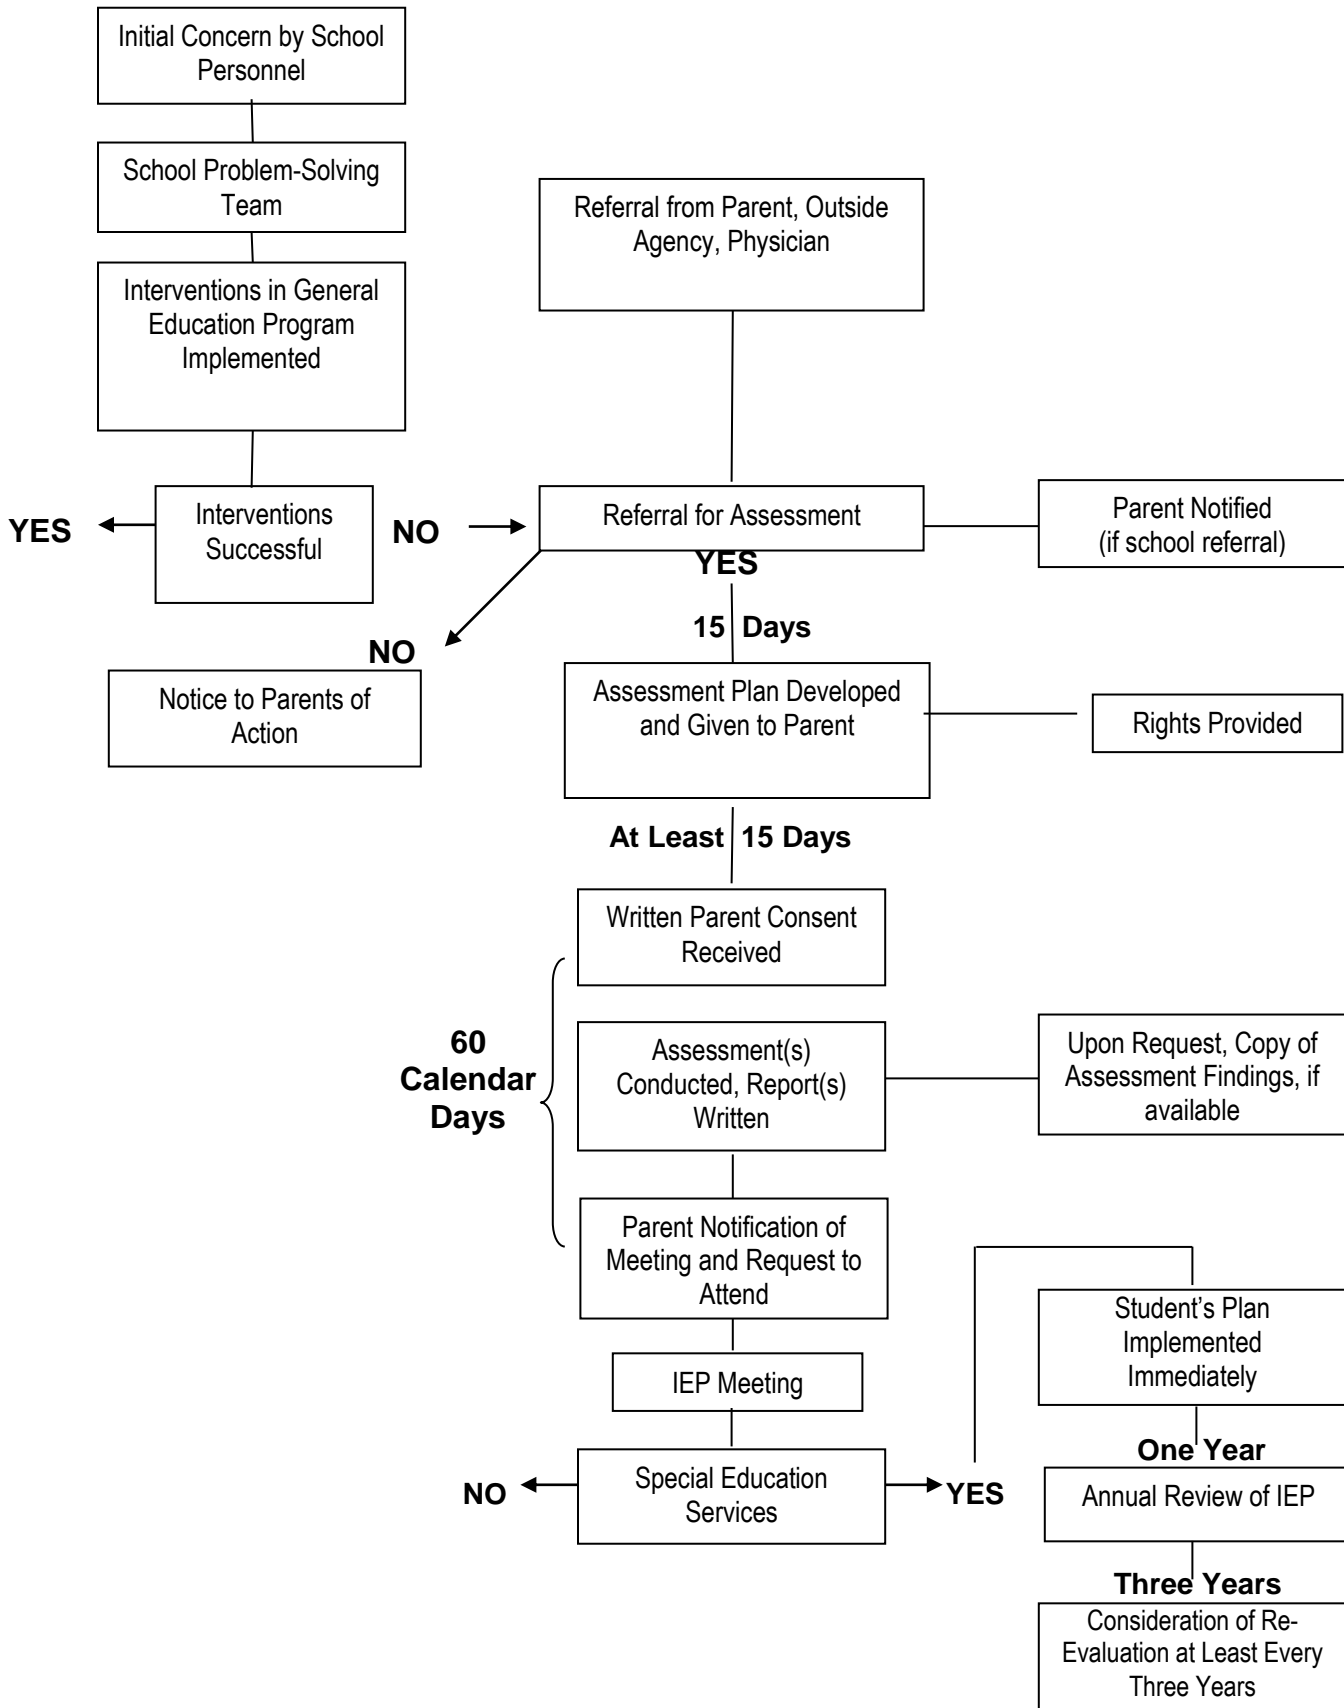 Initial Concern by School
Personnel
School Problem-Solving
Team
Interventions in General
Education Program
Implemented
Referral from Parent, Outside
Agency, Physician
YES
Interventions
Successful
NO
Referral for Assessment
Parent Notified
(if school referral)
YES
15 Days
NO
Notice to Parents of
Action
Assessment Plan Developed
and Given to Parent
Rights Provided
At Least 15 Days
Written Parent Consent
Received
60
Calendar
Days
Assessment(s)
Conducted, Report(s)
Written
Upon Request, Copy of
Assessment Findings, if
available
Parent Notification of
Meeting and Request to
Attend
IEP Meeting
NO
Special Education
Services
YES
Student’s Plan
Implemented
Immediately
One Year
Annual Review of IEP
Three Years
Consideration of Re-
Evaluation at Least Every
Three Years